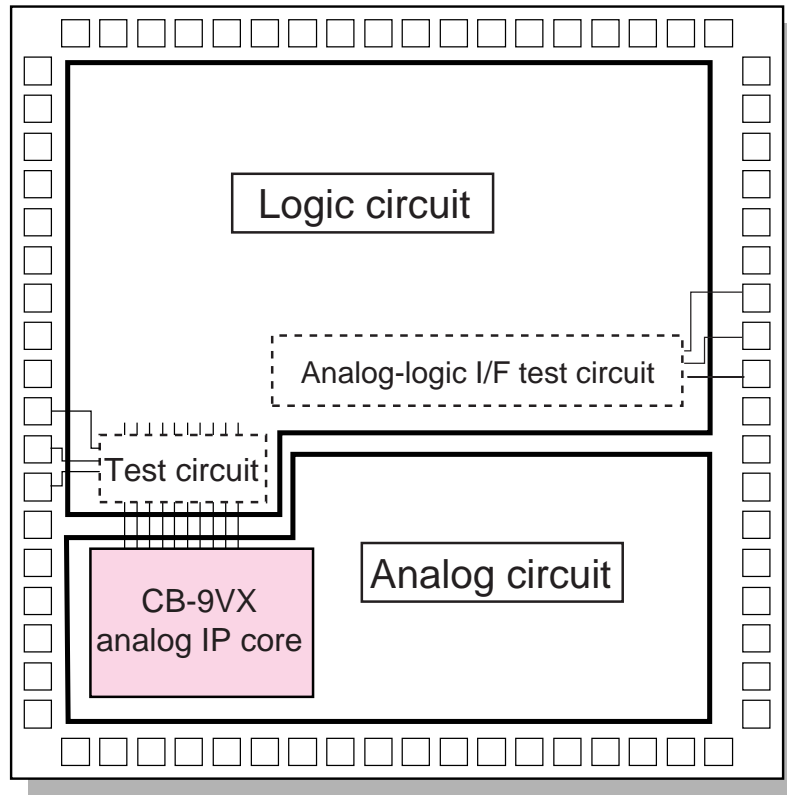 Logic circuit
Analog-logic I/F test circuit
Test circuit
Analog circuit
CB-9VX
analog IP core